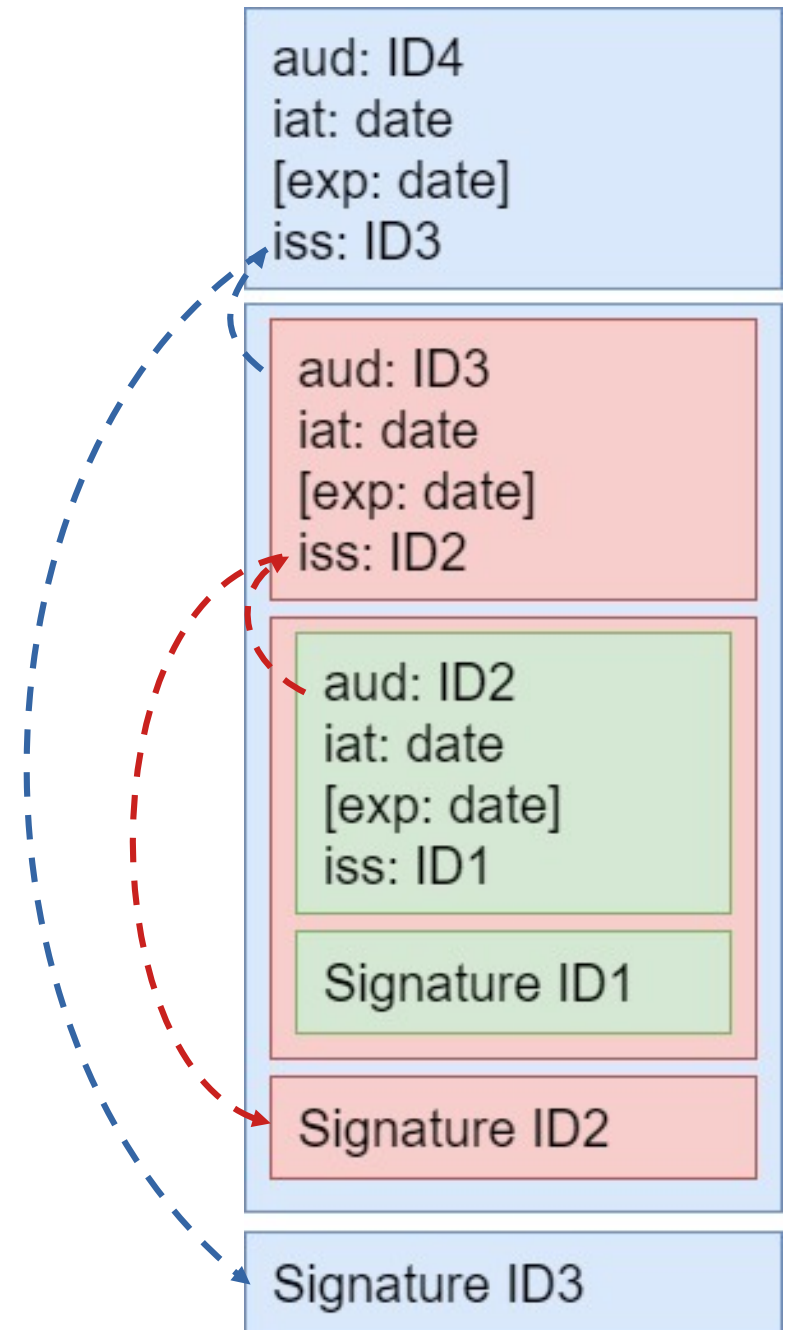 aud: ID4
iat: date
[exp: date]
iss: ID3
aud: ID3
iat: date
[exp: date]
iss: ID2
aud: ID2
iat: date
[exp: date]
iss: ID1
Signature ID1
Signature ID2
Signature ID3